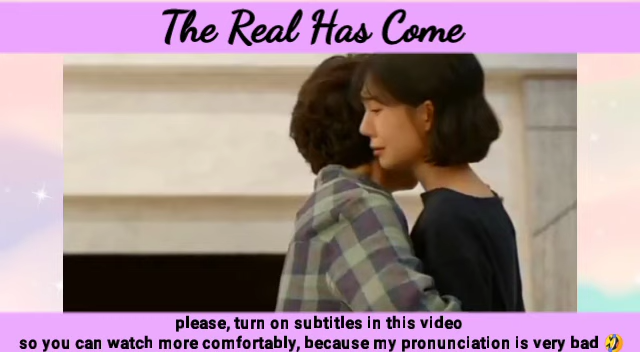 The Real Has Come
please, turn on subtitles in this video
so you can watch more comfortably, because my pronunciation is very bad 🤣